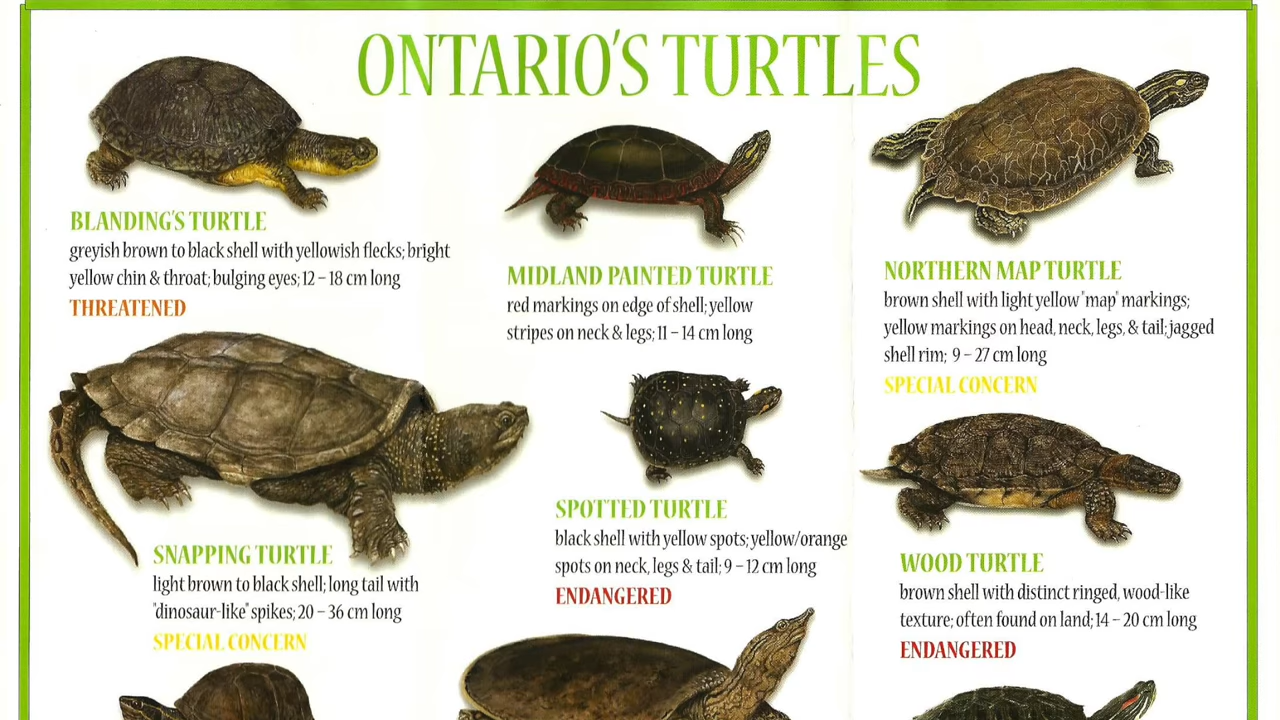 ONTARIO'S TURTLES
BLANDING'S TURTLE
greyish brown to black shell with yellowish flecks; bright
yellow chin & throat; bulging eyes; 12 – 18 cm long
THREATENED
MIDLAND PAINTED TURTLE
red markings on edge of shell; yellow
stripes on neck & legs; 11 – 14 cm long
NORTHERN MAP TURTLE
brown shell with light yellow "map" markings;
yellow markings on head, neck, legs, & tail; jagged
shell rim; 9 – 27 cm long
SPECIAL CONCERN
SNAPPING TURTLE
light brown to black shell; long tail with
"dinosaur-like" spikes; 20 – 36 cm long
SPECIAL CONCERN
SPOTTED TURTLE
black shell with yellow spots; yellow/orange
spots on neck, legs & tail; 9 – 12 cm long
ENDANGERED
WOOD TURTLE
brown shell with distinct ringed, wood-like
texture; often found on land; 14 – 20 cm long
ENDANGERED